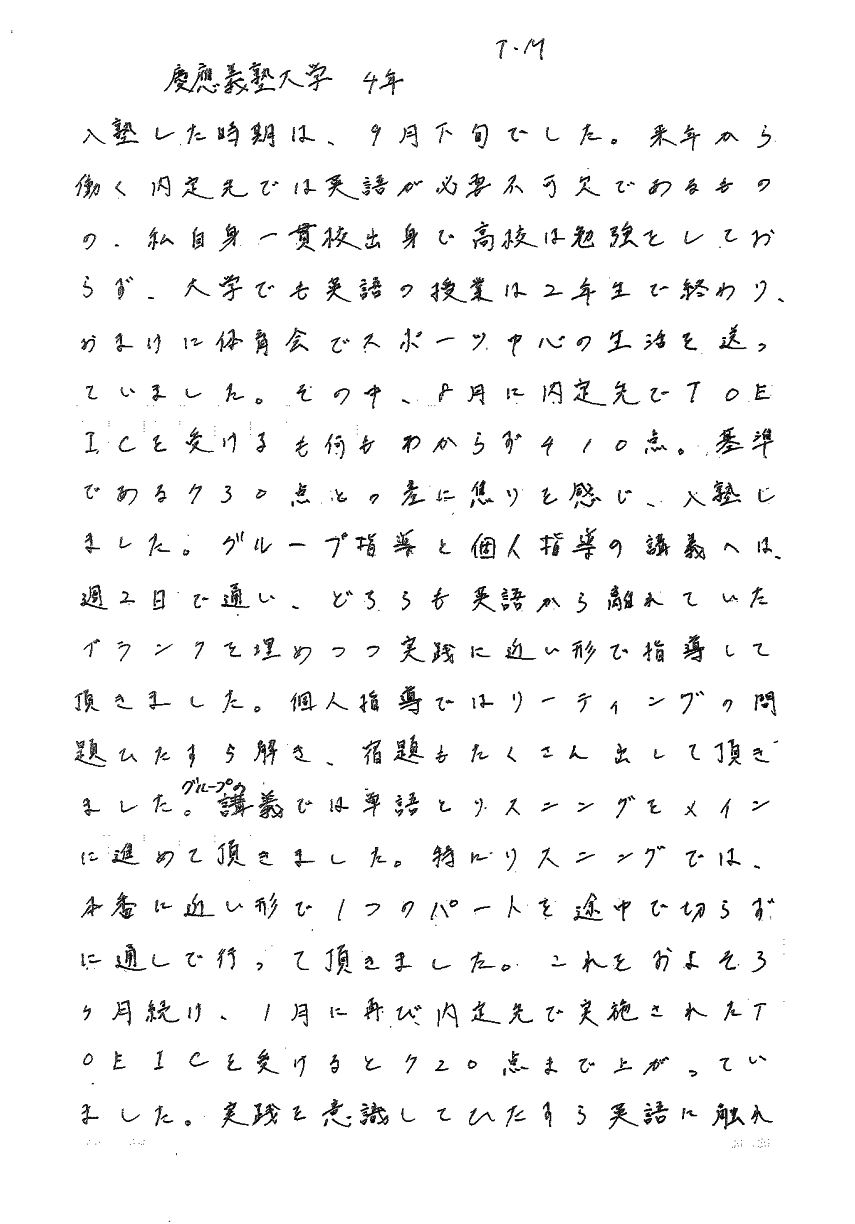 T・M
慶應義塾大学 4年
入塾した時期は、9月下旬でした。来年から
働く内定先では英語が必要不可欠であるもの
の、私自身一貫校出身で高校は勉強をしてお
らず、大学でも英語の授業は2年生で終わり、
おまけに体育会でスポーツ中心の生活を送っ
ていました。その中、8月に内定先でTOE
ICを受けるも何もわからず410点。基準
である730点との差に焦りを感じ、入塾し
ました。グループ指導と個人指導の講義へは、
週2日で通い、どちらも英語から離れていた
ブランクを埋めつつ実践に近い形で指導して
頂きました。個人指導ではリーディングの問
題ひたすら解き、宿題もたくさん出して頂き
ました。グループの講義では単語とリスニングをメイン
に進めて頂きました。特にリスニングでは、
本番に近い形で1つのパートを途中で切らず
に通しで行って頂きました。これをおよそ3
ヶ月続け、1月に再び内定先で実施されたT
OEICを受けると720点まで上がってい
ました。実践を意識してひたすら英語に触れ